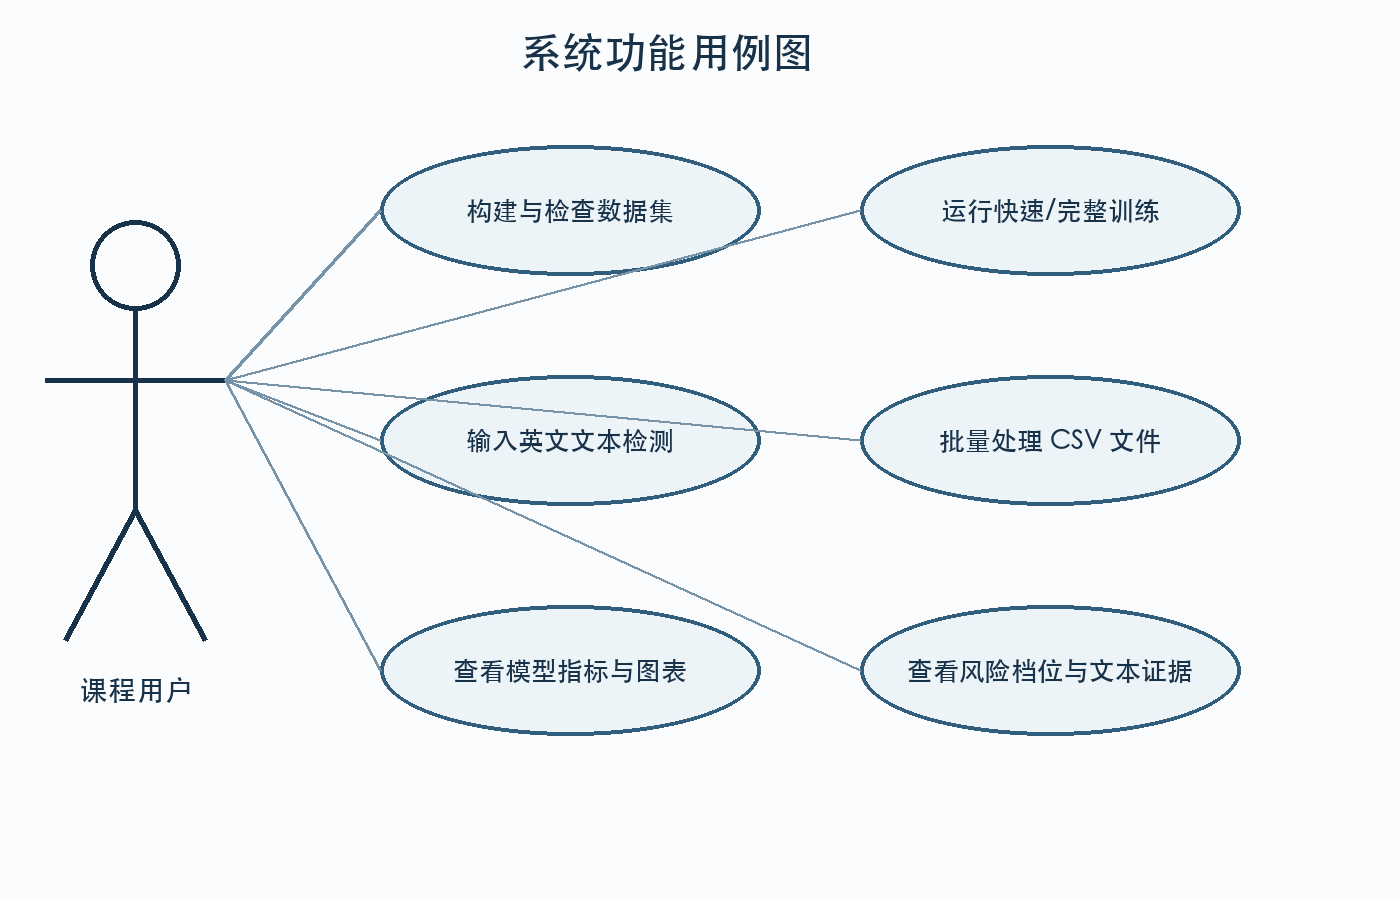 系统功能用例图
构建与检查数据集
运行快速/完整训练
输入英文文本检测
批量处理 CSV 文件
查看模型指标与图表
查看风险档位与文本证据
课程用户